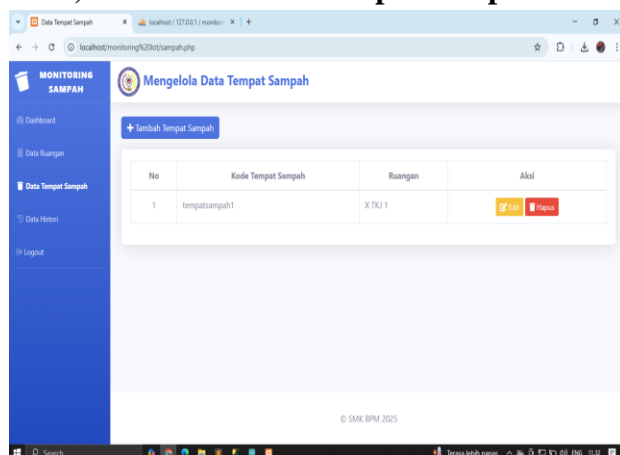 Data Tempat Sampah
localhost / 127.0.0.1 / monitori
localhost/monitoring%20Iot/sampah.php
MONITORING
SAMPAH
Mengelola Data Tempat Sampah
Dashboard
+ Tambah Tempat Sampah
Data Ruangan
No Kode Tempat Sampah Ruangan Aksi
Data Tempat Sampah
1 tempatsampah1 X TKJ 1 Edit Hapus
Data Histori
Logout
© SMK BPM 2025
Search
Terasa lebih panas ENG 11.32